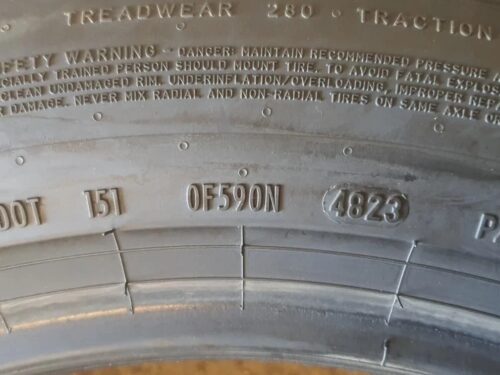 TREADWEAR 280 · TRACTION
SAFETY WARNING - DANGER: MAINTAIN RECOMMENDED PRESSURE
SPECIALLY TRAINED PERSON SHOULD MOUNT TIRE. TO AVOID FATAL EXPLOS
CLEAN UNDAMAGED RIM. UNDERINFLATION/OVERLOADING, IMPROPER REP
DAMAGE. NEVER MIX RADIAL AND NON-RADIAL TIRES ON SAME AXLE OR
DOT 151 0F590N 4823